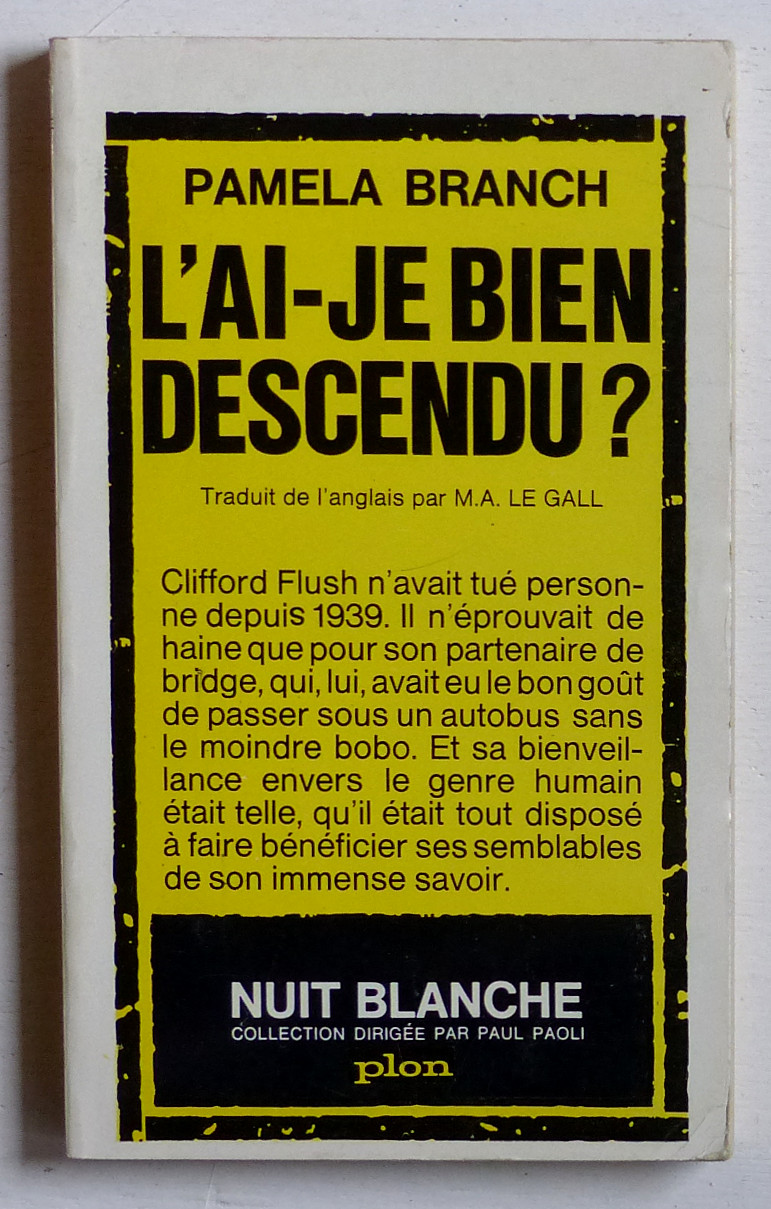 PAMELA BRANCH
L'AI-JE BIEN
DESCENDU ?
Traduit de l'anglais par M.A. LE GALL
Clifford Flush n'avait tué person-
ne depuis 1939. Il n'éprouvait de
haine que pour son partenaire de
bridge, qui, lui, avait eu le bon goût
de passer sous un autobus sans
le moindre bobo. Et sa bienveil-
lance envers le genre humain
était telle, qu'il était tout disposé
à faire bénéficier ses semblables
de son immense savoir.
NUIT BLANCHE
COLLECTION DIRIGÉE PAR PAUL PAOLI
plon